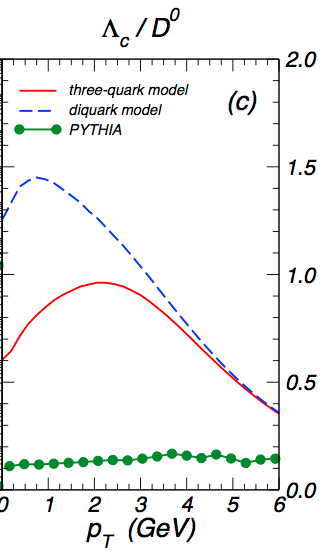 Λc / D⁰
2.0
three-quark model
diquark model
PYTHIA
(c)
1.5
1.0
0.5
0.0
0 1 2 3 4 5 6
pT (GeV)